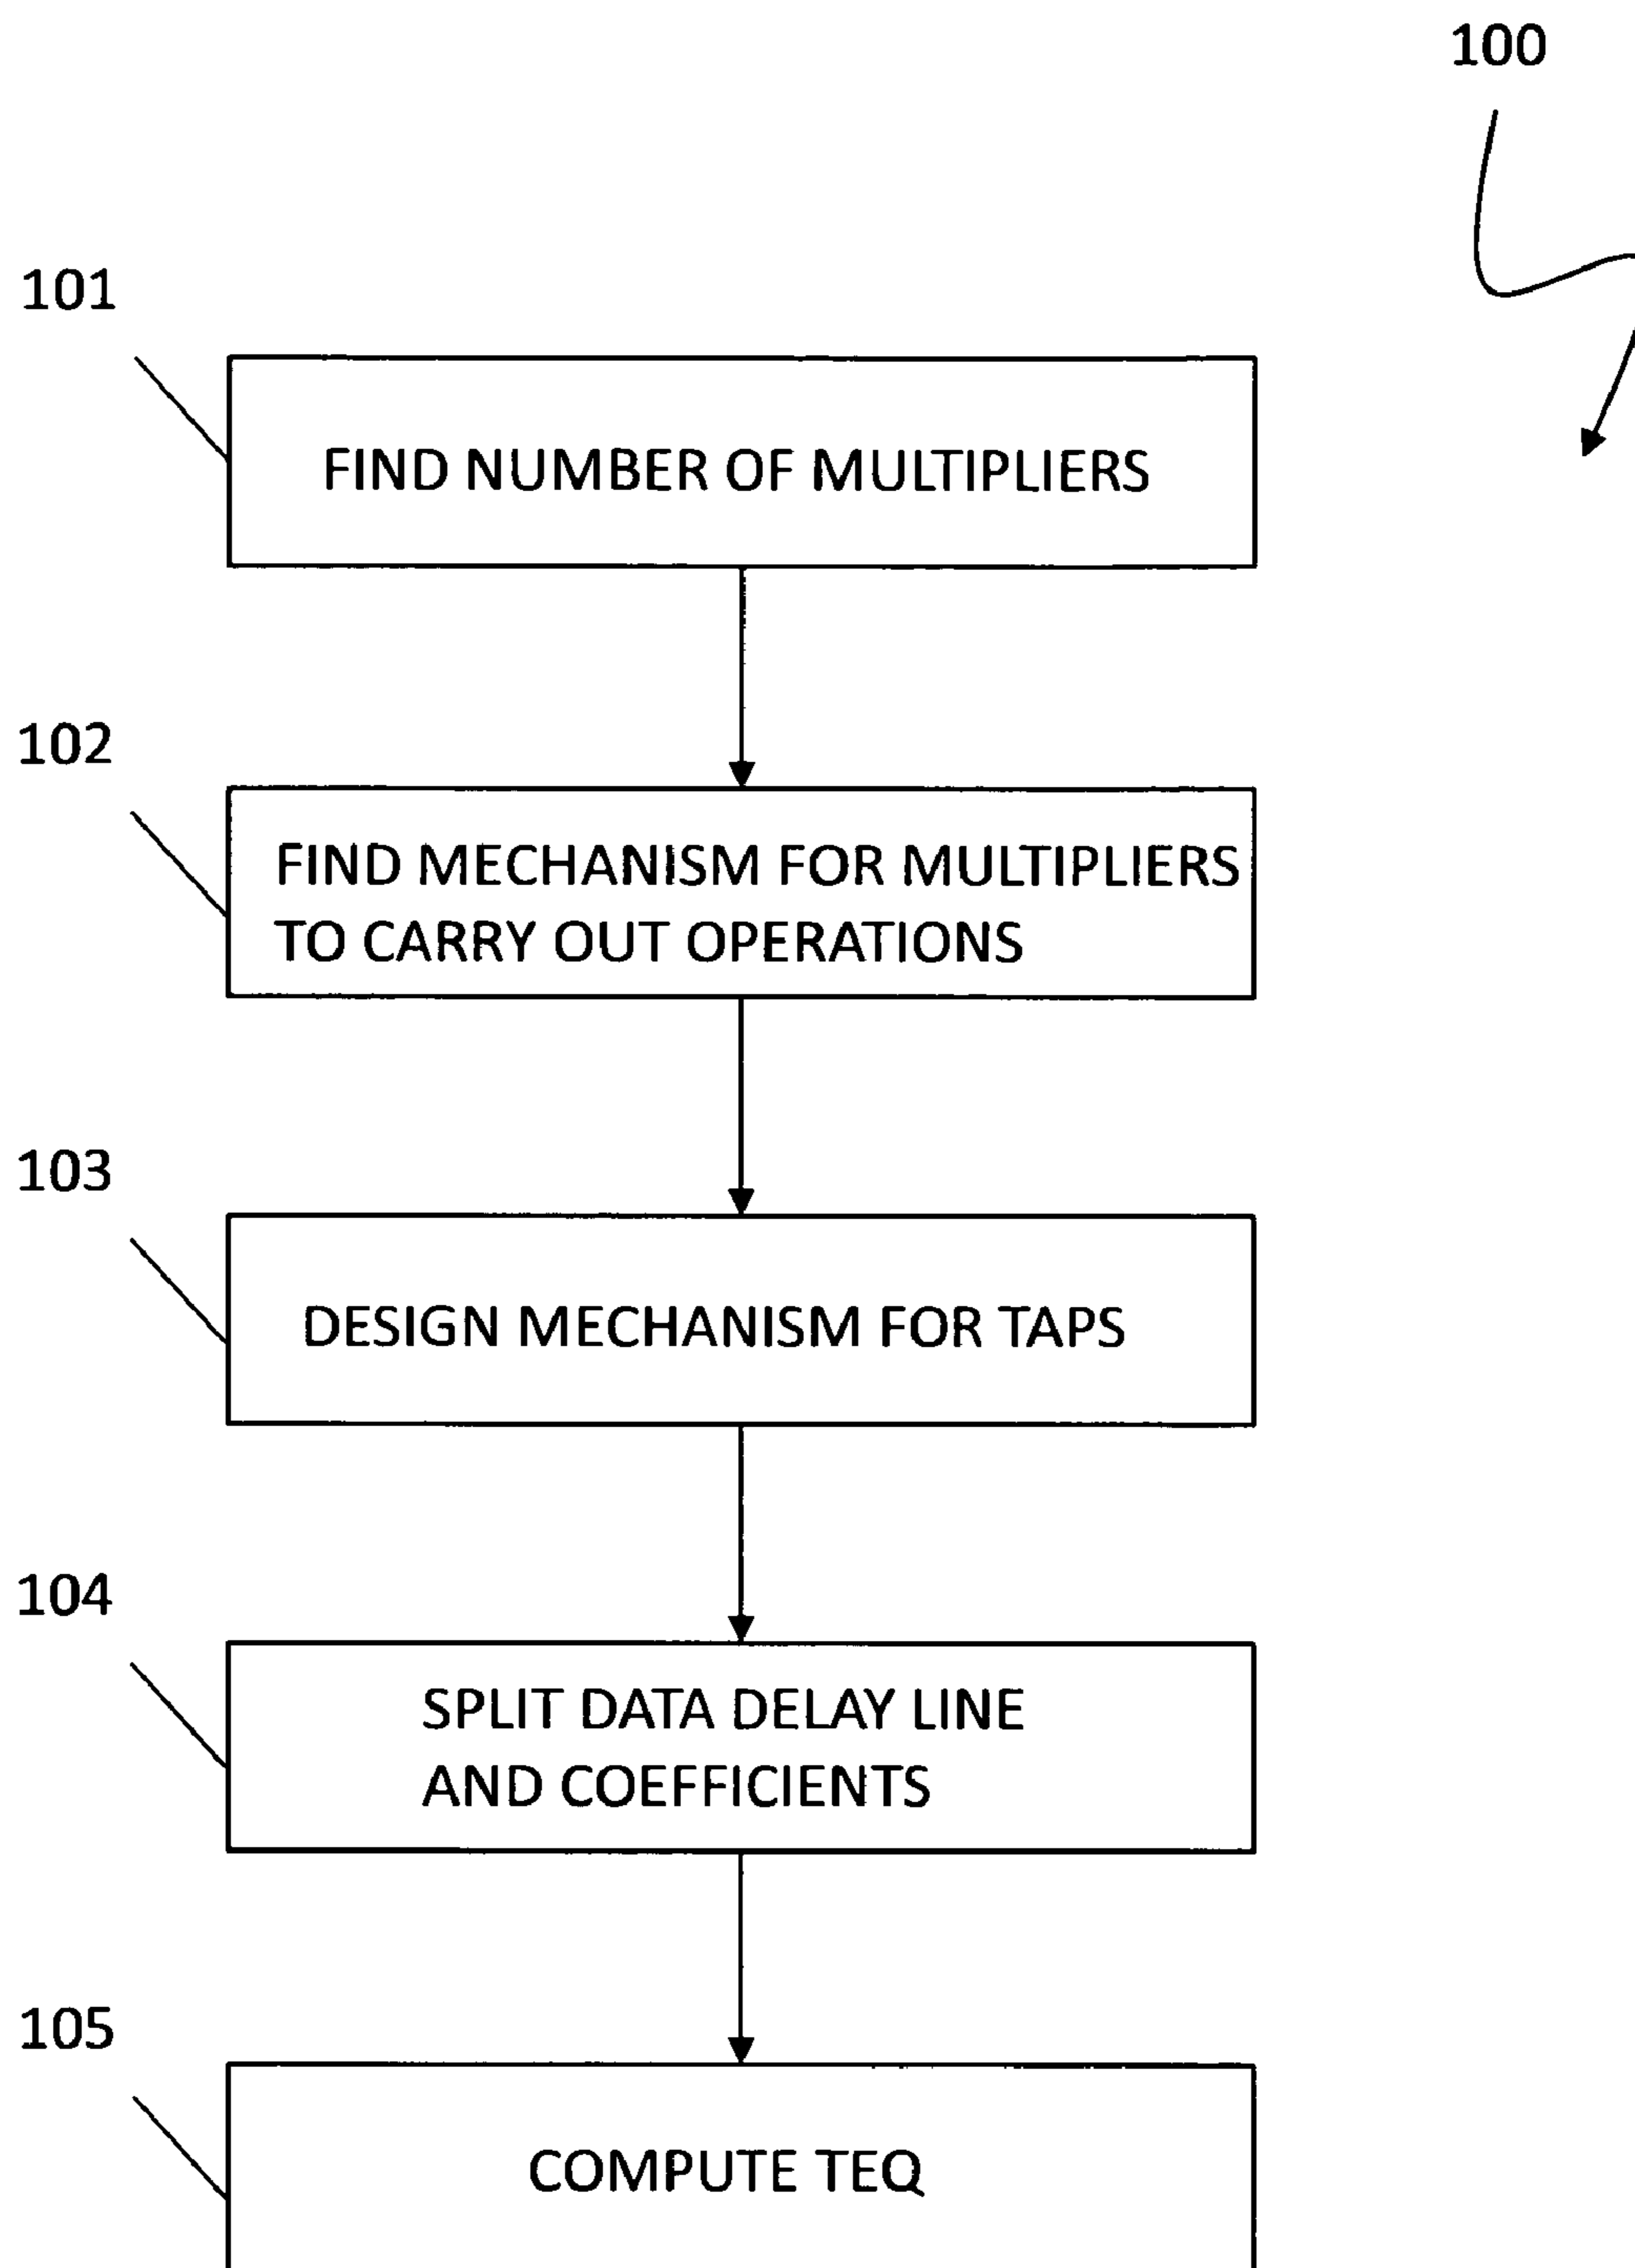 100
101
FIND NUMBER OF MULTIPLIERS
102
FIND MECHANISM FOR MULTIPLIERS
TO CARRY OUT OPERATIONS
103
DESIGN MECHANISM FOR TAPS
104
SPLIT DATA DELAY LINE
AND COEFFICIENTS
105
COMPUTE TEQ